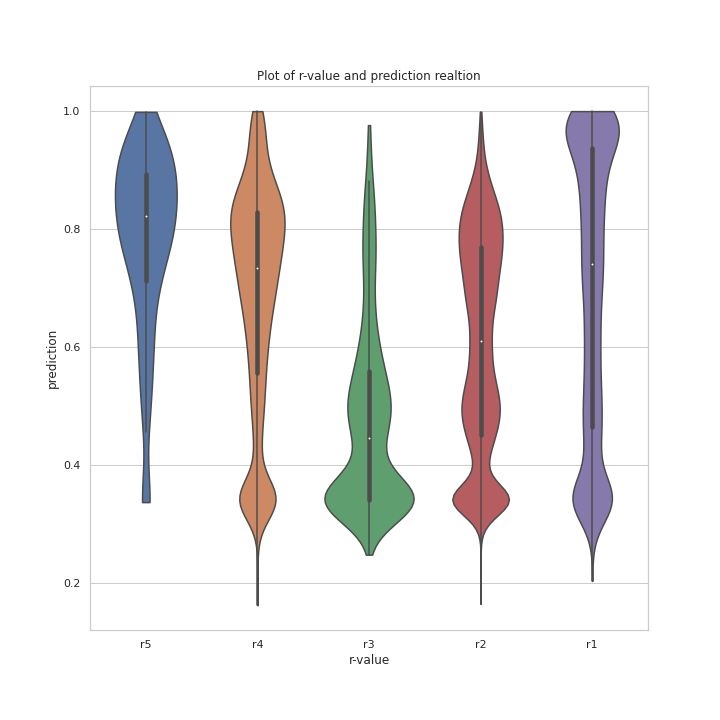 Plot of r-value and prediction realtion
1.0
0.8
0.6
0.4
0.2
prediction
r5 r4 r3 r2 r1
r-value